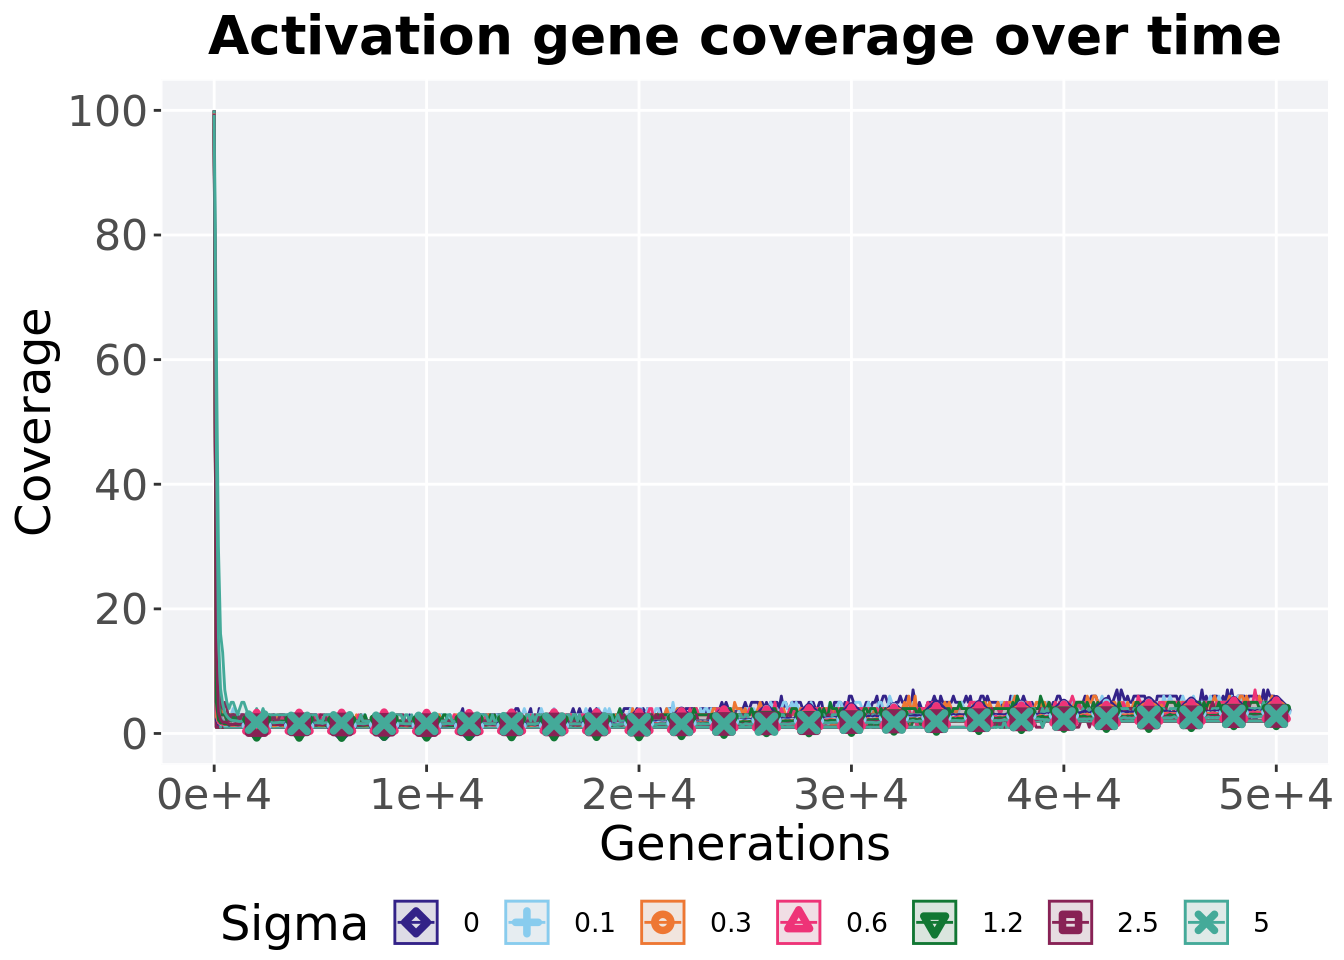 Activation gene coverage over time
Coverage
100
80
60
40
20
0
0e+4 1e+4 2e+4 3e+4 4e+4 5e+4
Generations
Sigma 0 0.1 0.3 0.6 1.2 2.5 5